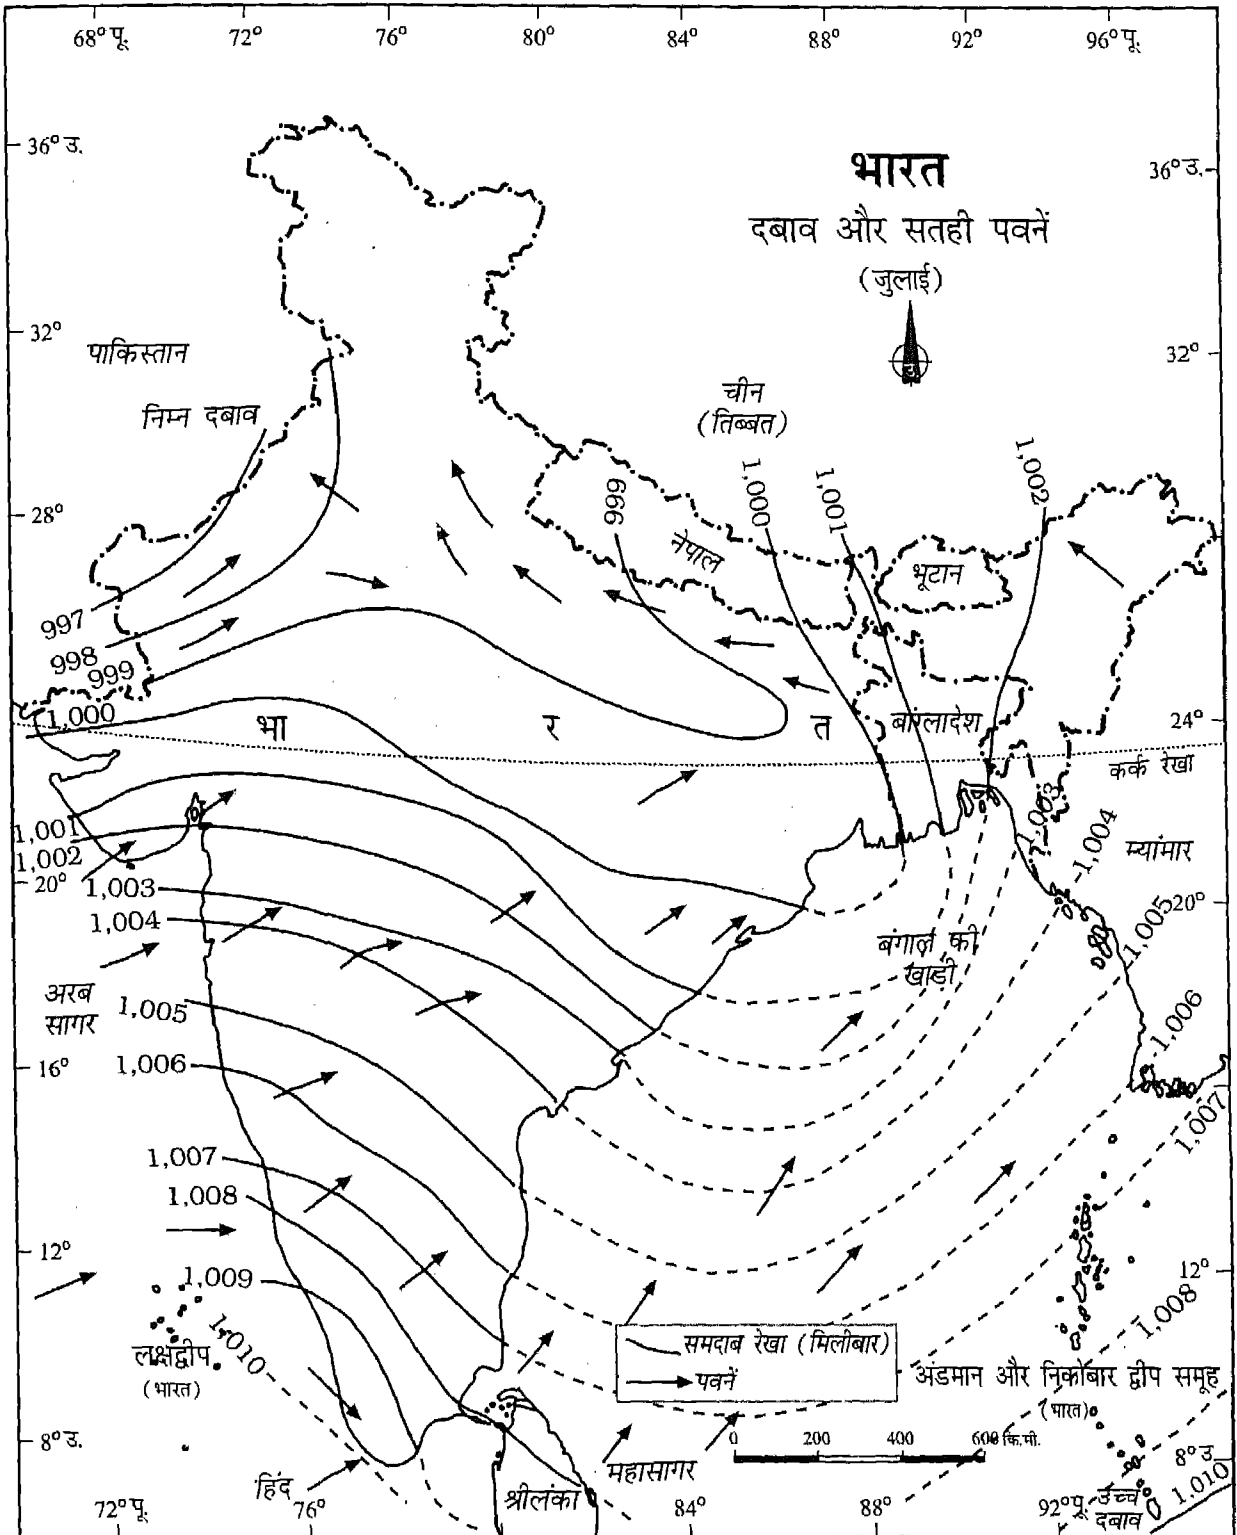 68° पू. 72° 76° 80° 84° 88° 92° 96° पू.
36° उ.
भारत
36° उ.
दबाव और सतही पवनें
(जुलाई)
32°
32°
पाकिस्तान
चीन
(तिब्बत)
निम्न दबाव
1,000
1,001
1,002
999
28°
नेपाल
भूटान
997
998
999
1,000
भा र त
बांग्लादेश
24°
कर्क रेखा
1,001
1,002
1,003
1,004
म्यांमार
20°
1,003
1,004
1,005
20°
बंगाल की
खाड़ी
अरब
सागर
1,005
1,006
1,006
16°
1,007
1,007
1,008
12°
12°
1,009
1,008
1,010
लक्षद्वीप
(भारत)
समदाब रेखा (मिलीबार)
पवनें
अंडमान और निकोबार द्वीप समूह
(भारत)
0 200 400 600 कि.मी.
8° उ.
8° उ.
हिंद
महासागर
श्रीलंका
उच्च
दबाव
1,010
72° पू. 76° 84° 88° 92° पू.